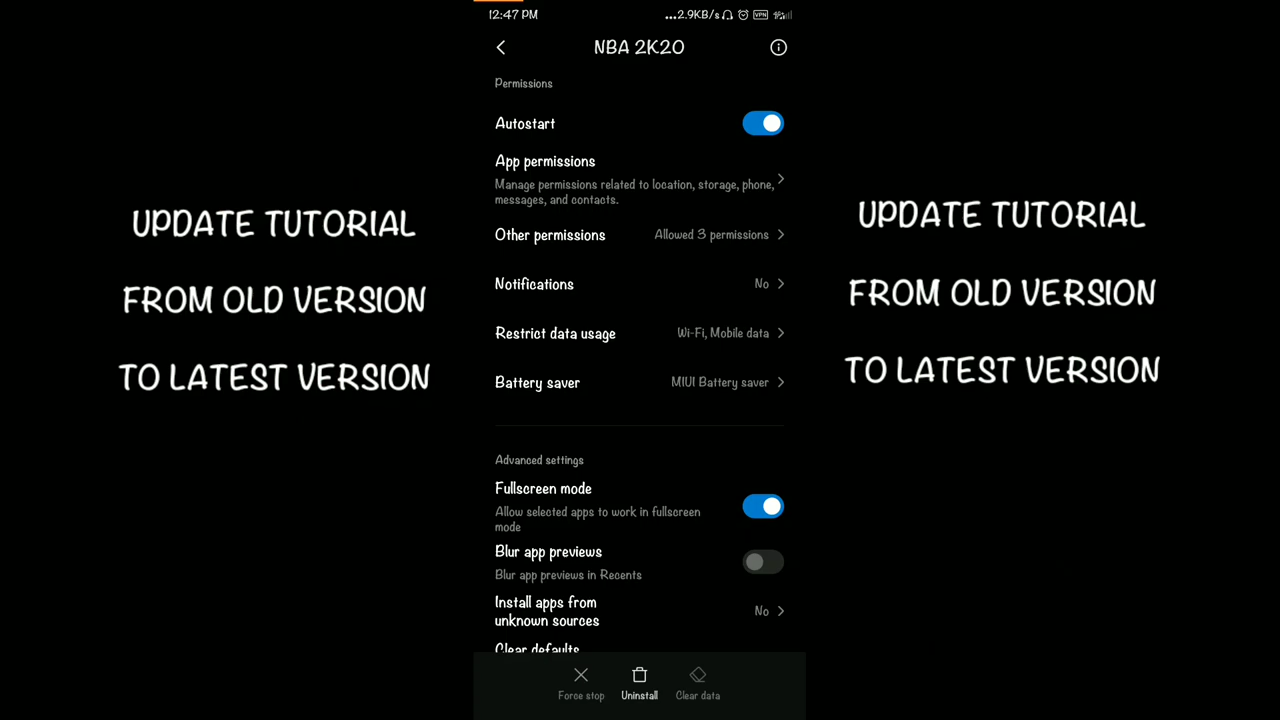 12:47 PM
...2.9KB/s VPN 4G
NBA 2K20
Permissions
Autostart
App permissions
Manage permissions related to location, storage, phone,
messages, and contacts.
Other permissions Allowed 3 permissions
Notifications No
Restrict data usage Wi-Fi, Mobile data
Battery saver MIUI Battery saver
Advanced settings
Fullscreen mode
Allow selected apps to work in fullscreen
mode
Blur app previews
Blur app previews in Recents
Install apps from
unknown sources No
Clear defaults
Force stop Uninstall Clear data
UPDATE TUTORIAL
FROM OLD VERSION
TO LATEST VERSION
UPDATE TUTORIAL
FROM OLD VERSION
TO LATEST VERSION